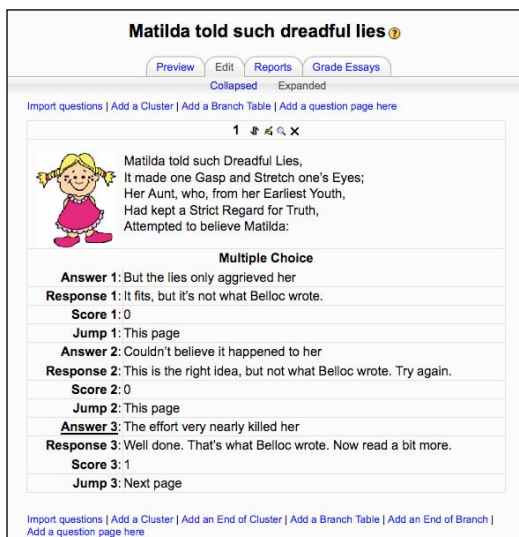 Matilda told such dreadful lies ?
Preview Edit Reports Grade Essays
Collapsed Expanded
Import questions | Add a Cluster | Add a Branch Table | Add a question page here
1
Matilda told such Dreadful Lies,
It made one Gasp and Stretch one's Eyes;
Her Aunt, who, from her Earliest Youth,
Had kept a Strict Regard for Truth,
Attempted to believe Matilda:
Multiple Choice
Answer 1: But the lies only aggrieved her
Response 1: It fits, but it's not what Belloc wrote.
Score 1: 0
Jump 1: This page
Answer 2: Couldn't believe it happened to her
Response 2: This is the right idea, but not what Belloc wrote. Try again.
Score 2: 0
Jump 2: This page
Answer 3: The effort very nearly killed her
Response 3: Well done. That's what Belloc wrote. Now read a bit more.
Score 3: 1
Jump 3: Next page
Import questions | Add a Cluster | Add an End of Cluster | Add a Branch Table | Add an End of Branch |
Add a question page here